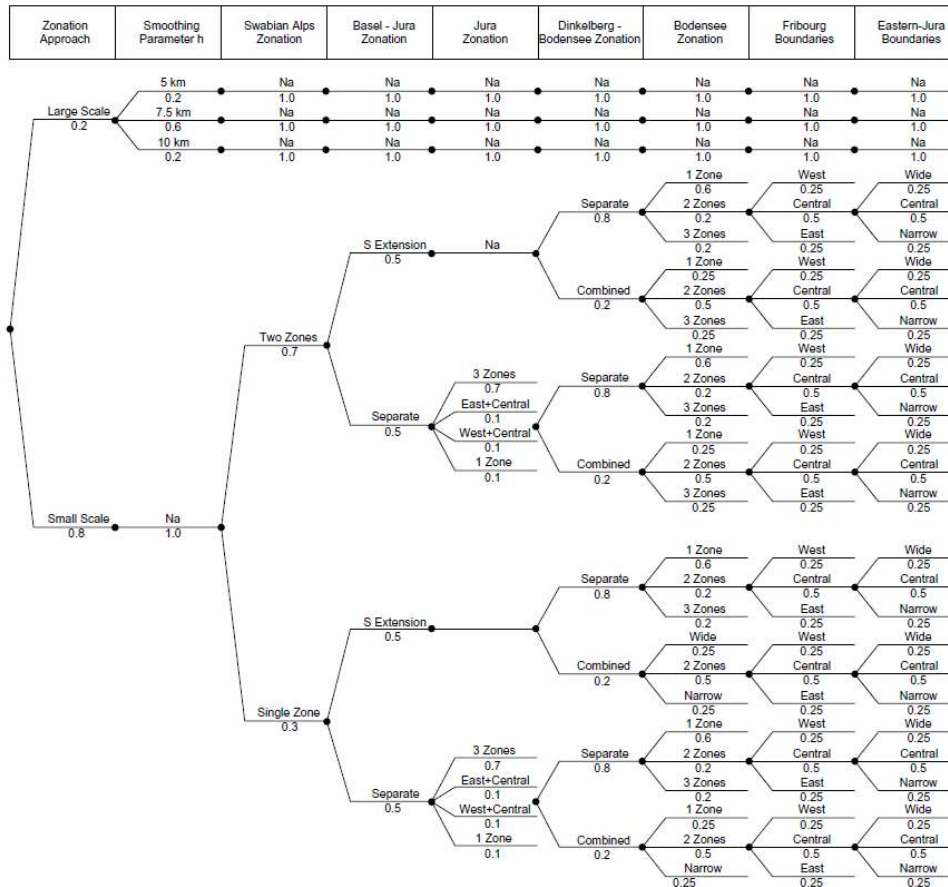 Zonation Approach
Smoothing Parameter h
Swabian Alps Zonation
Basel - Jura Zonation
Jura Zonation
Dinkelberg - Bodensee Zonation
Bodensee Zonation
Fribourg Boundaries
Eastern-Jura Boundaries
5 km Na Na Na Na Na Na Na
0.2 1.0 1.0 1.0 1.0 1.0 1.0 1.0
Large Scale 7.5 km Na Na Na Na Na Na Na
0.2 0.6 1.0 1.0 1.0 1.0 1.0 1.0 1.0
10 km Na Na Na Na Na Na Na
0.2 1.0 1.0 1.0 1.0 1.0 1.0 1.0
1 Zone West Wide
0.6 0.25 0.25
Separate 2 Zones Central Central
0.8 0.2 0.5 0.5
3 Zones East Narrow
0.2 0.25 0.25
S Extension Na
0.5
1 Zone West Wide
0.25 0.25 0.25
Combined 2 Zones Central Central
0.2 0.5 0.5 0.5
3 Zones East Narrow
0.25 0.25 0.25
Two Zones
0.7
1 Zone West Wide
0.6 0.25 0.25
3 Zones Separate 2 Zones Central Central
0.7 0.8 0.2 0.5 0.5
East+Central 3 Zones East Narrow
0.1 0.2 0.25 0.25
Separate West+Central 1 Zone West Wide
0.5 0.1 0.25 0.25 0.25
1 Zone Combined 2 Zones Central Central
0.1 0.2 0.5 0.5 0.5
3 Zones East Narrow
0.25 0.25 0.25
Small Scale Na
0.8 1.0
1 Zone West Wide
0.6 0.25 0.25
Separate 2 Zones Central Central
0.8 0.2 0.5 0.5
3 Zones East Narrow
0.2 0.25 0.25
S Extension
0.5
Wide West Wide
0.25 0.25 0.25
Combined 2 Zones Central Central
0.2 0.5 0.5 0.5
Narrow East Narrow
0.25 0.25 0.25
Single Zone
0.3
1 Zone West Wide
0.6 0.25 0.25
3 Zones Separate 2 Zones Central Central
0.7 0.8 0.2 0.5 0.5
East+Central 3 Zones East Narrow
0.1 0.2 0.25 0.25
Separate West+Central 1 Zone West Wide
0.5 0.1 0.25 0.25 0.25
1 Zone Combined 2 Zones Central Central
0.1 0.2 0.5 0.5 0.5
Narrow East Narrow
0.25 0.25 0.25